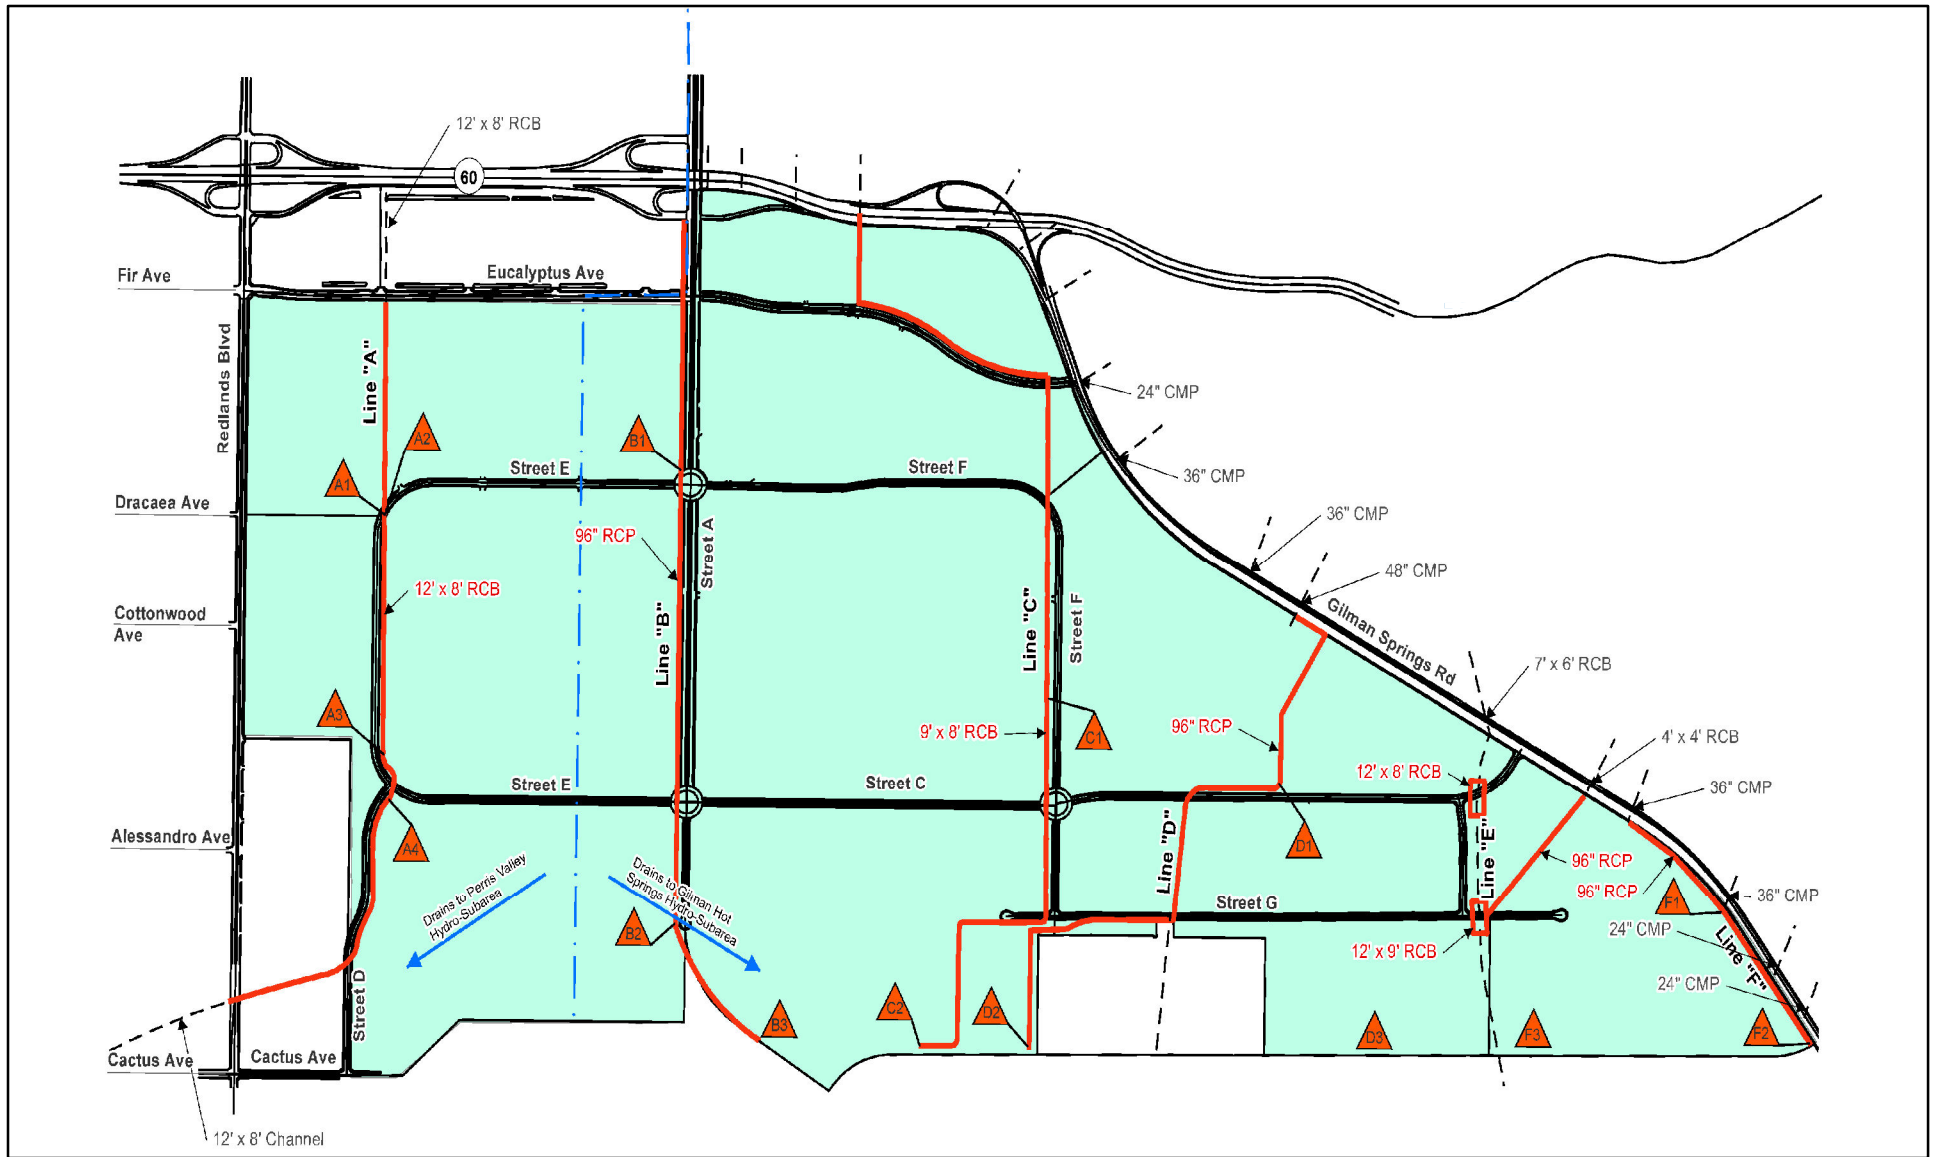 12' x 8' RCB
60
Fir Ave
Eucalyptus Ave
Redlands Blvd
Line "A"
24" CMP
A2
B1
A1
Street E
Street F
36" CMP
Dracaea Ave
36" CMP
96" RCP
Street A
48" CMP
12' x 8' RCB
Cottonwood
Ave
Line "B"
Line "C"
Street F
Gilman Springs Rd
7' x 6' RCB
A3
9' x 8' RCB
C1
96" RCP
4' x 4' RCB
12' x 8' RCB
Street E
Street C
36" CMP
Alessandro Ave
A4
Line "D"
D1
Line "E"
96" RCP
96" RCP
Drains to Perris Valley
Hydro-Subarea
Drains to Gilman Hot
Springs Hydro-Subarea
Street G
F1
36" CMP
B2
24" CMP
12' x 9' RCB
Line "F"
24" CMP
Street D
B3
C2
D2
D3
F3
F2
Cactus Ave
Cactus Ave
12' x 8' Channel